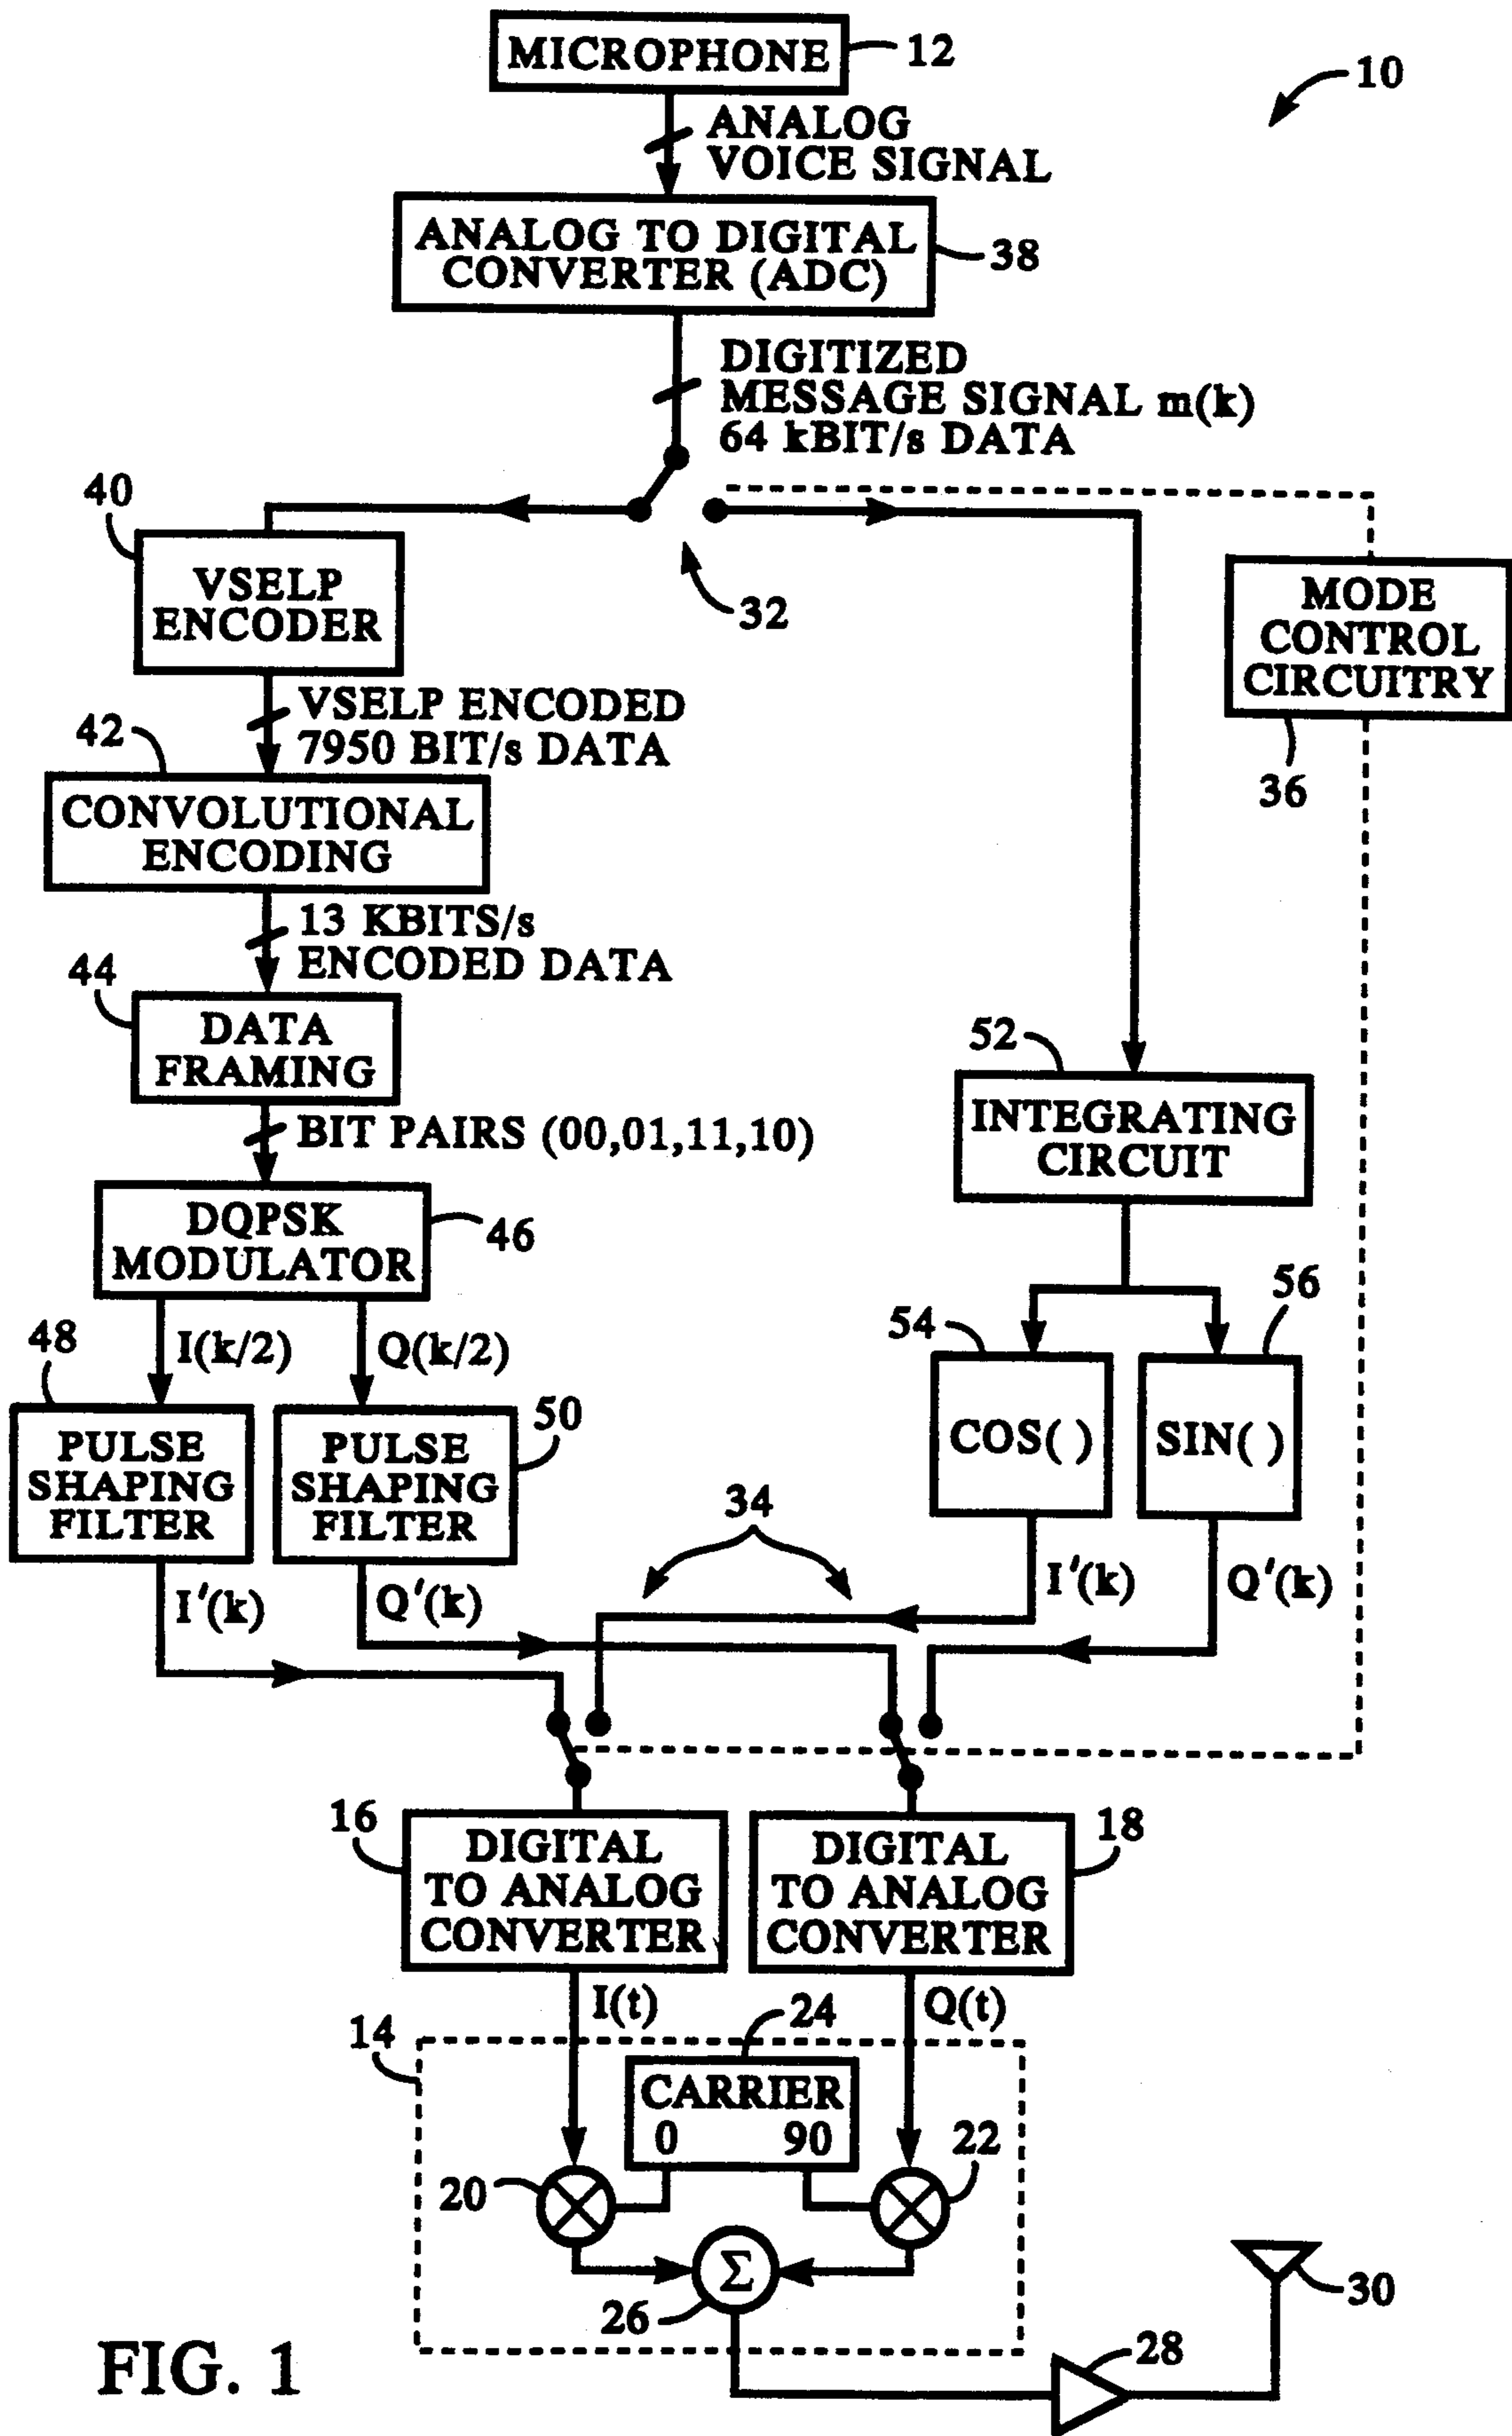 MICROPHONE
12
10
ANALOG
VOICE SIGNAL
ANALOG TO DIGITAL
CONVERTER (ADC)
38
DIGITIZED
MESSAGE SIGNAL m(k)
64 kBIT/s DATA
40
32
VSELP
ENCODER
MODE
CONTROL
CIRCUITRY
36
VSELP ENCODED
7950 BIT/s DATA
42
CONVOLUTIONAL
ENCODING
13 KBITS/s
ENCODED DATA
44
DATA
FRAMING
52
INTEGRATING
CIRCUIT
BIT PAIRS (00,01,11,10)
DQPSK
MODULATOR
46
I(k/2)
Q(k/2)
48
PULSE
SHAPING
FILTER
50
PULSE
SHAPING
FILTER
54
COS( )
56
SIN( )
34
I'(k)
Q'(k)
I'(k)
Q'(k)
16
DIGITAL
TO ANALOG
CONVERTER
18
DIGITAL
TO ANALOG
CONVERTER
I(t)
Q(t)
14
24
CARRIER
0 90
20
22
Σ
26
30
28
FIG. 1